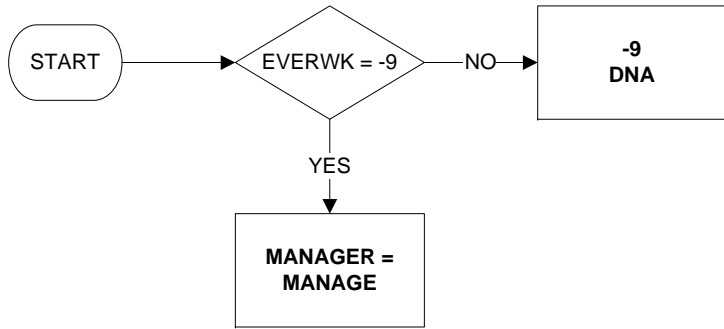 START
EVERWK = -9
NO
-9
DNA
YES
MANAGER =
MANAGE